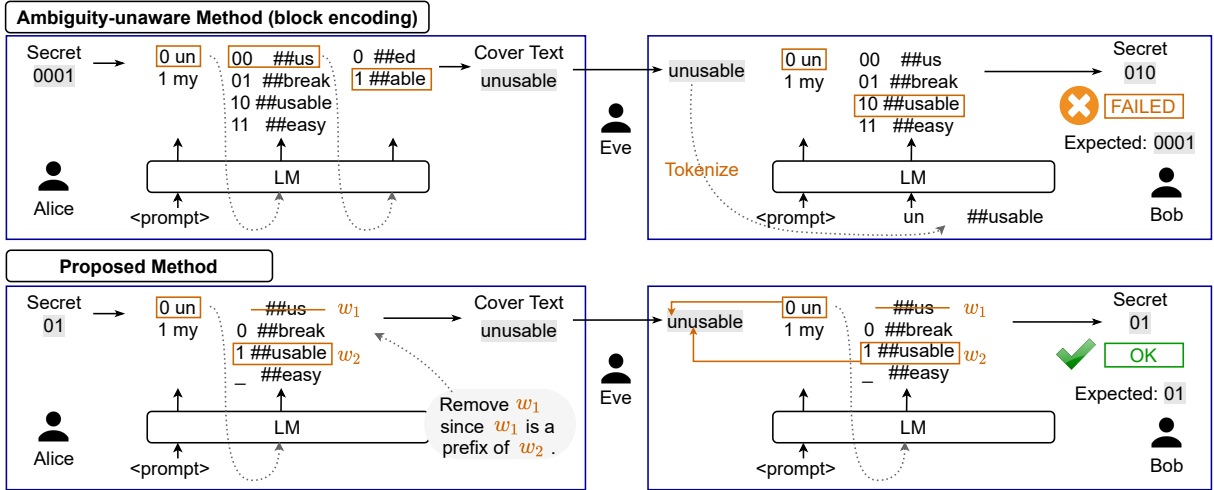 Ambiguity-unaware Method (block encoding)
Secret
0001
0 un
1 my
00 ##us
01 ##break
10 ##usable
11 ##easy
0 ##ed
1 ##able
Cover Text
unusable
LM
<prompt>
Alice
Eve
unusable
Tokenize
0 un
1 my
00 ##us
01 ##break
10 ##usable
11 ##easy
LM
<prompt>
un
##usable
Secret
010
FAILED
Expected: 0001
Bob
Proposed Method
Secret
01
0 un
1 my
##us w1
0 ##break
1 ##usable w2
_ ##easy
Cover Text
unusable
LM
<prompt>
Alice
Remove w1
since w1 is a
prefix of w2 .
Eve
unusable
0 un
1 my
##us w1
0 ##break
1 ##usable w2
_ ##easy
LM
<prompt>
Secret
01
OK
Expected: 01
Bob